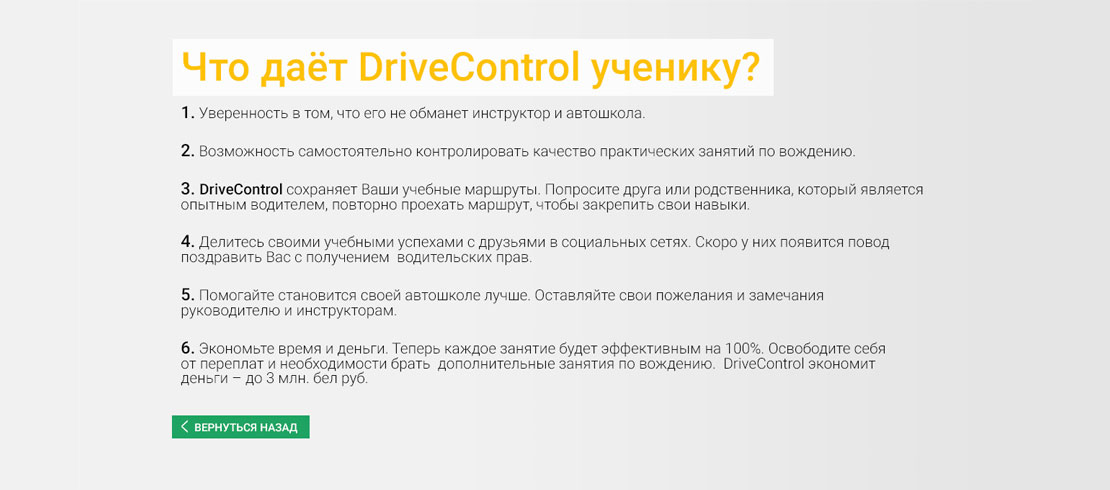 Что даёт DriveControl ученику?
1. Уверенность в том, что его не обманет инструктор и автошкола.
2. Возможность самостоятельно контролировать качество практических занятий по вождению.
3. DriveControl сохраняет Ваши учебные маршруты. Попросите друга или родственника, который является
опытным водителем, повторно проехать маршрут, чтобы закрепить свои навыки.
4. Делитесь своими учебными успехами с друзьями в социальных сетях. Скоро у них появится повод
поздравить Вас с получением водительских прав.
5. Помогайте становится своей автошколе лучше. Оставляйте свои пожелания и замечания
руководителю и инструкторам.
6. Экономьте время и деньги. Теперь каждое занятие будет эффективным на 100%. Освободите себя
от переплат и необходимости брать дополнительные занятия по вождению. DriveControl экономит
деньги – до 3 млн. бел руб.
ВЕРНУТЬСЯ НАЗАД